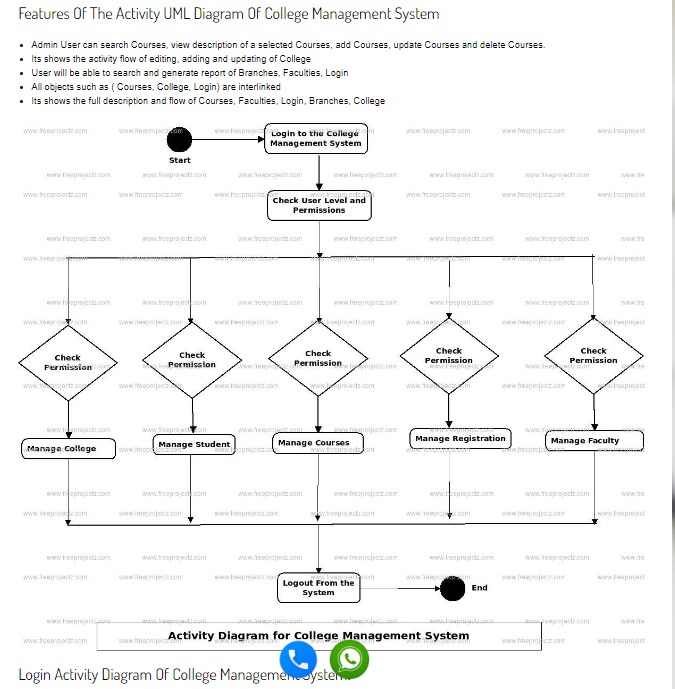 Features Of The Activity UML Diagram Of College Management System
Admin User can search Courses, view description of a selected Courses, add Courses, update Courses and delete Courses.
Its shows the activity flow of editing, adding and updating of College
User will be able to search and generate report of Branches, Faculties, Login
All objects such as ( Courses, College, Login) are interlinked
Its shows the full description and flow of Courses, Faculties, Login, Branches, College
www.freeprojectz.com
Start
Login to the College
Management System
Check User Level and
Permissions
Check
Permission
Check
Permission
Check
Permission
Check
Permission
Check
Permission
Manage College
Manage Student
Manage Courses
Manage Registration
Manage Faculty
Logout From the
System
End
Activity Diagram for College Management System
Login Activity Diagram Of College Management System